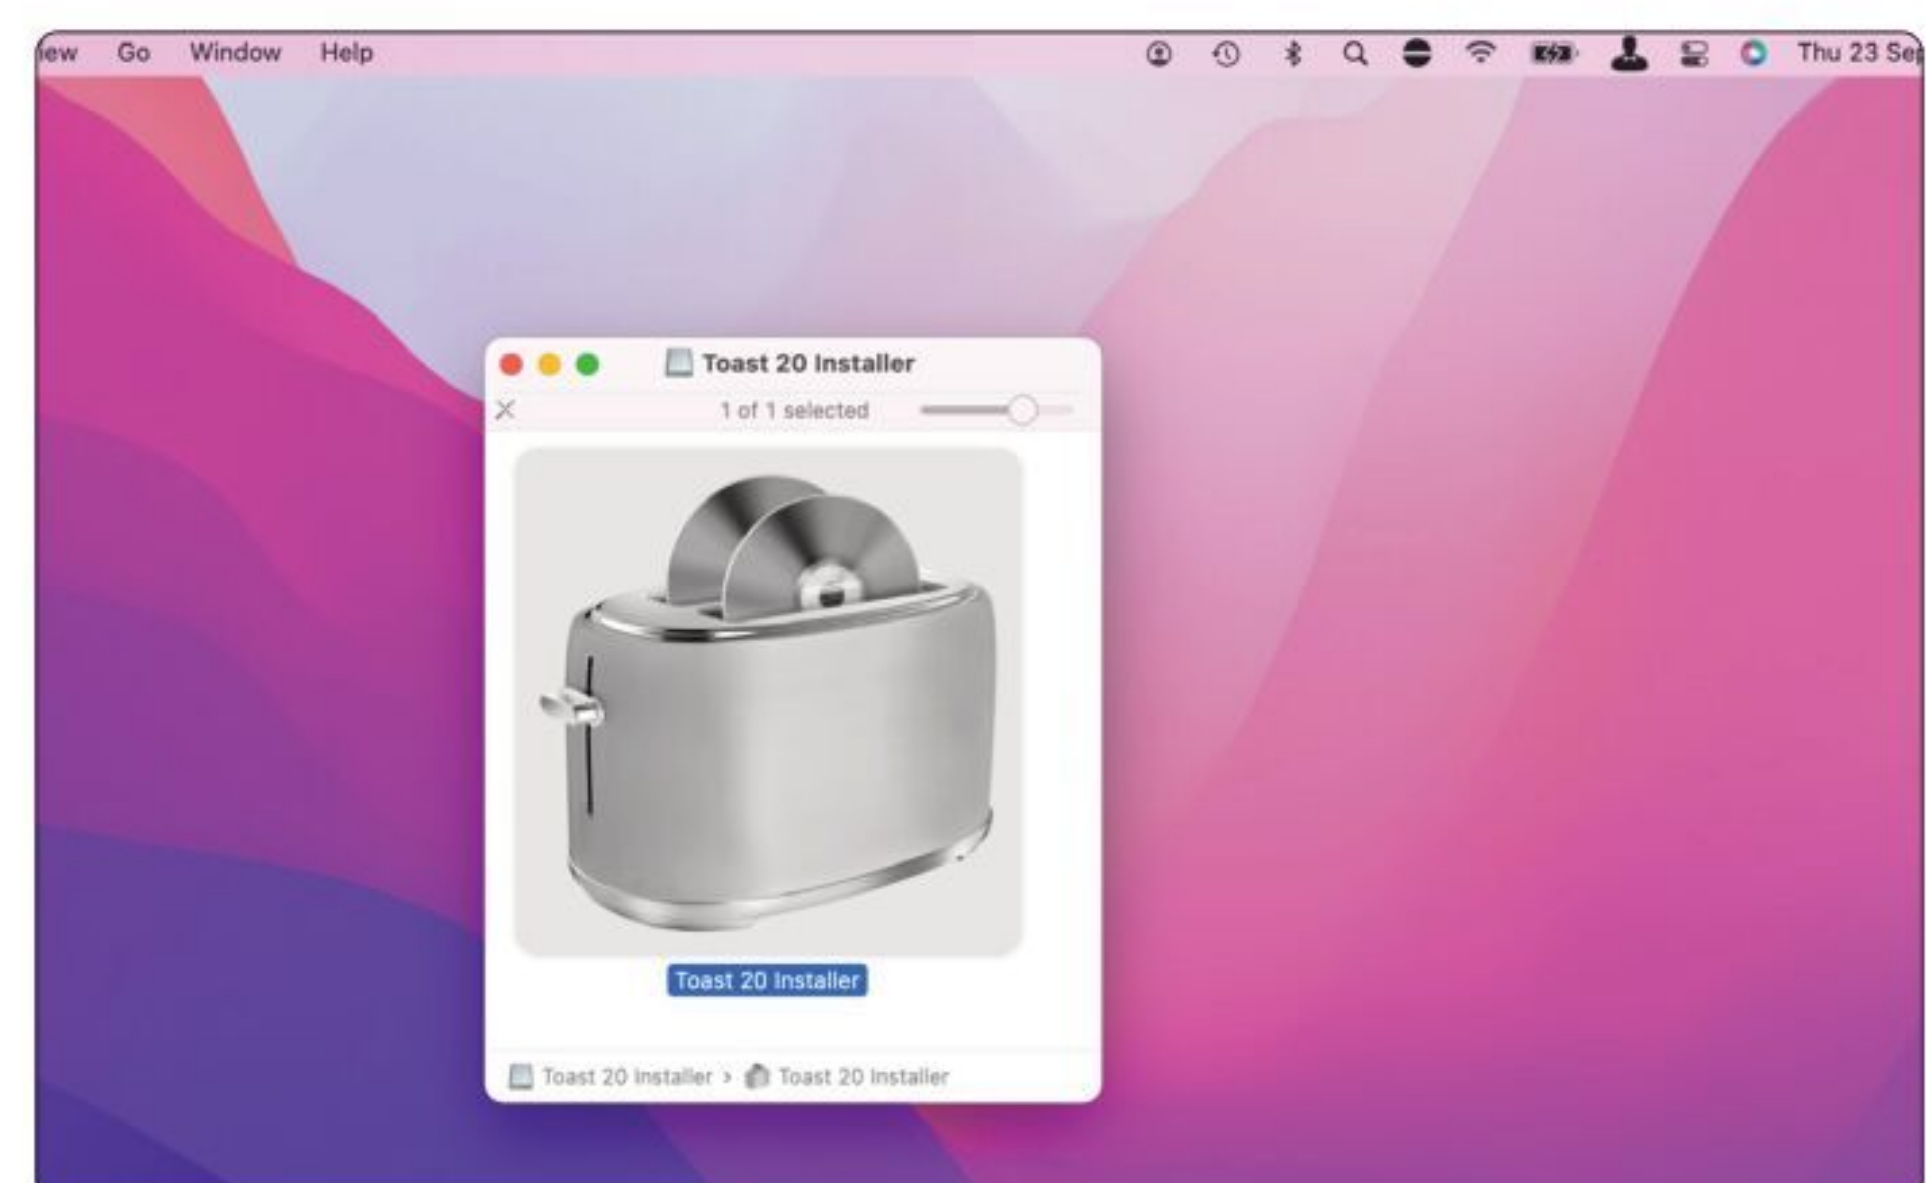 iew Go Window Help Thu 23 Sep
Toast 20 Installer
1 of 1 selected
Toast 20 Installer
Toast 20 Installer › Toast 20 Installer